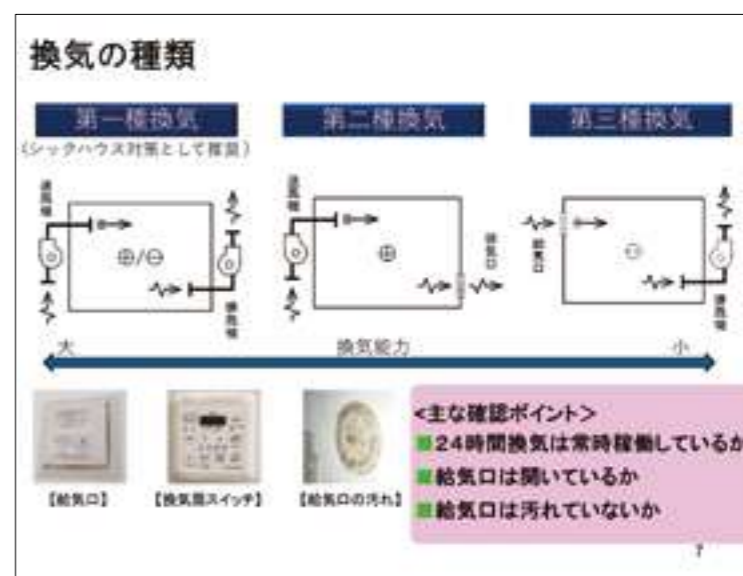 換気の種類
第一種換気
(シックハウス対策として推奨)
第二種換気
第三種換気
送風機
⊕/⊖
排風機
送風機
⊕
排気口
給気口
⊖
排風機
大
換気能力
小
【給気口】
【換気扇スイッチ】
【給気口の汚れ】
<主な確認ポイント>
■24時間換気は常時稼働しているか
■給気口は開いているか
■給気口は汚れていないか
7